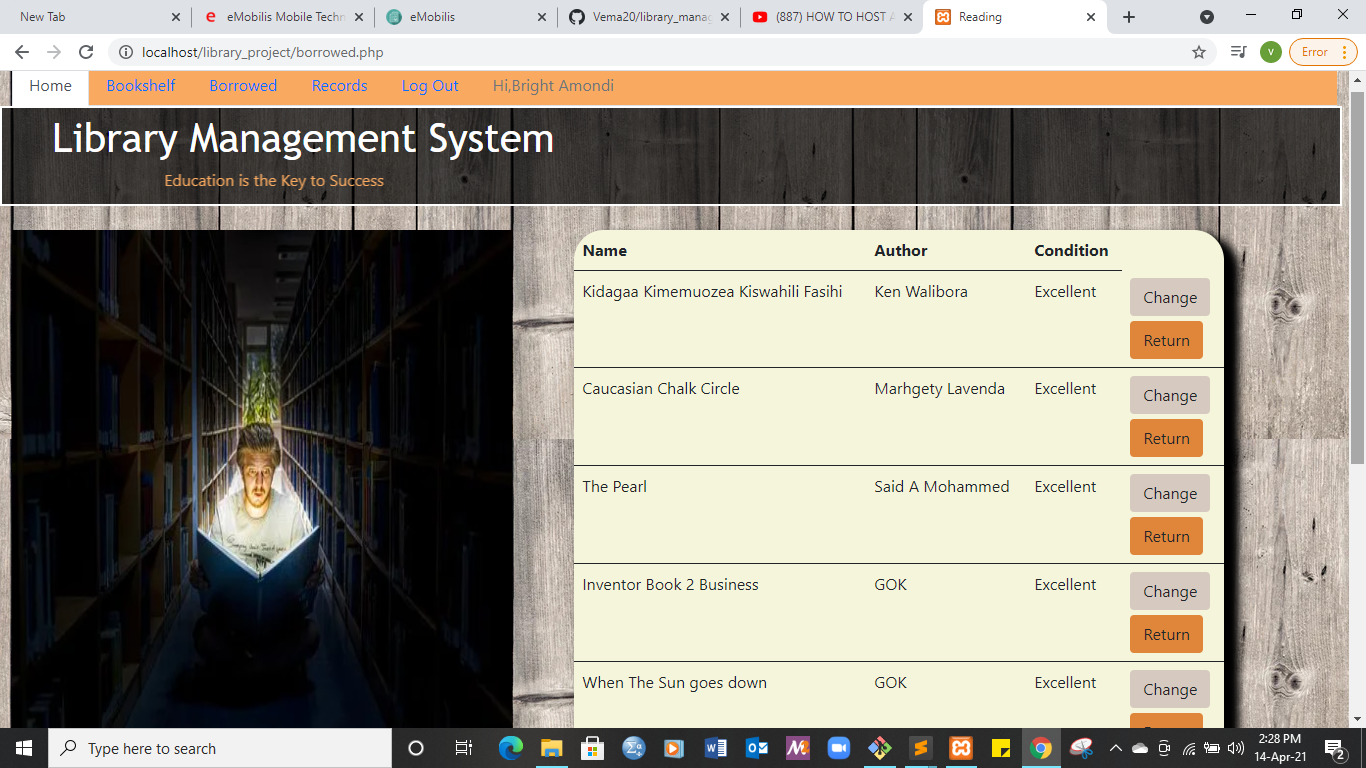 New Tab
eMobilis Mobile Techn
eMobilis
Vema20/library_manag
(887) HOW TO HOST A
Reading
localhost/library_project/borrowed.php
V
Error
Home
Bookshelf
Borrowed
Records
Log Out
Hi,Bright Amondi
Library Management System
Education is the Key to Success
Name Author Condition
Kidagaa Kimemuozea Kiswahili Fasihi Ken Walibora Excellent Change
Return
Caucasian Chalk Circle Marhgety Lavenda Excellent Change
Return
The Pearl Said A Mohammed Excellent Change
Return
Inventor Book 2 Business GOK Excellent Change
Return
When The Sun goes down GOK Excellent Change
Type here to search
2:28 PM
14-Apr-21
2